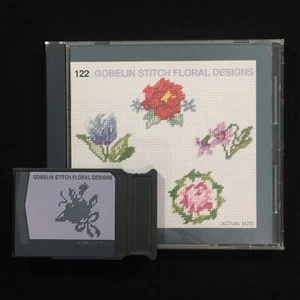 122 GOBELIN STITCH FLORAL DESIGNS
(ACTUAL SIZE)
GOBELIN STITCH FLORAL DESIGNS